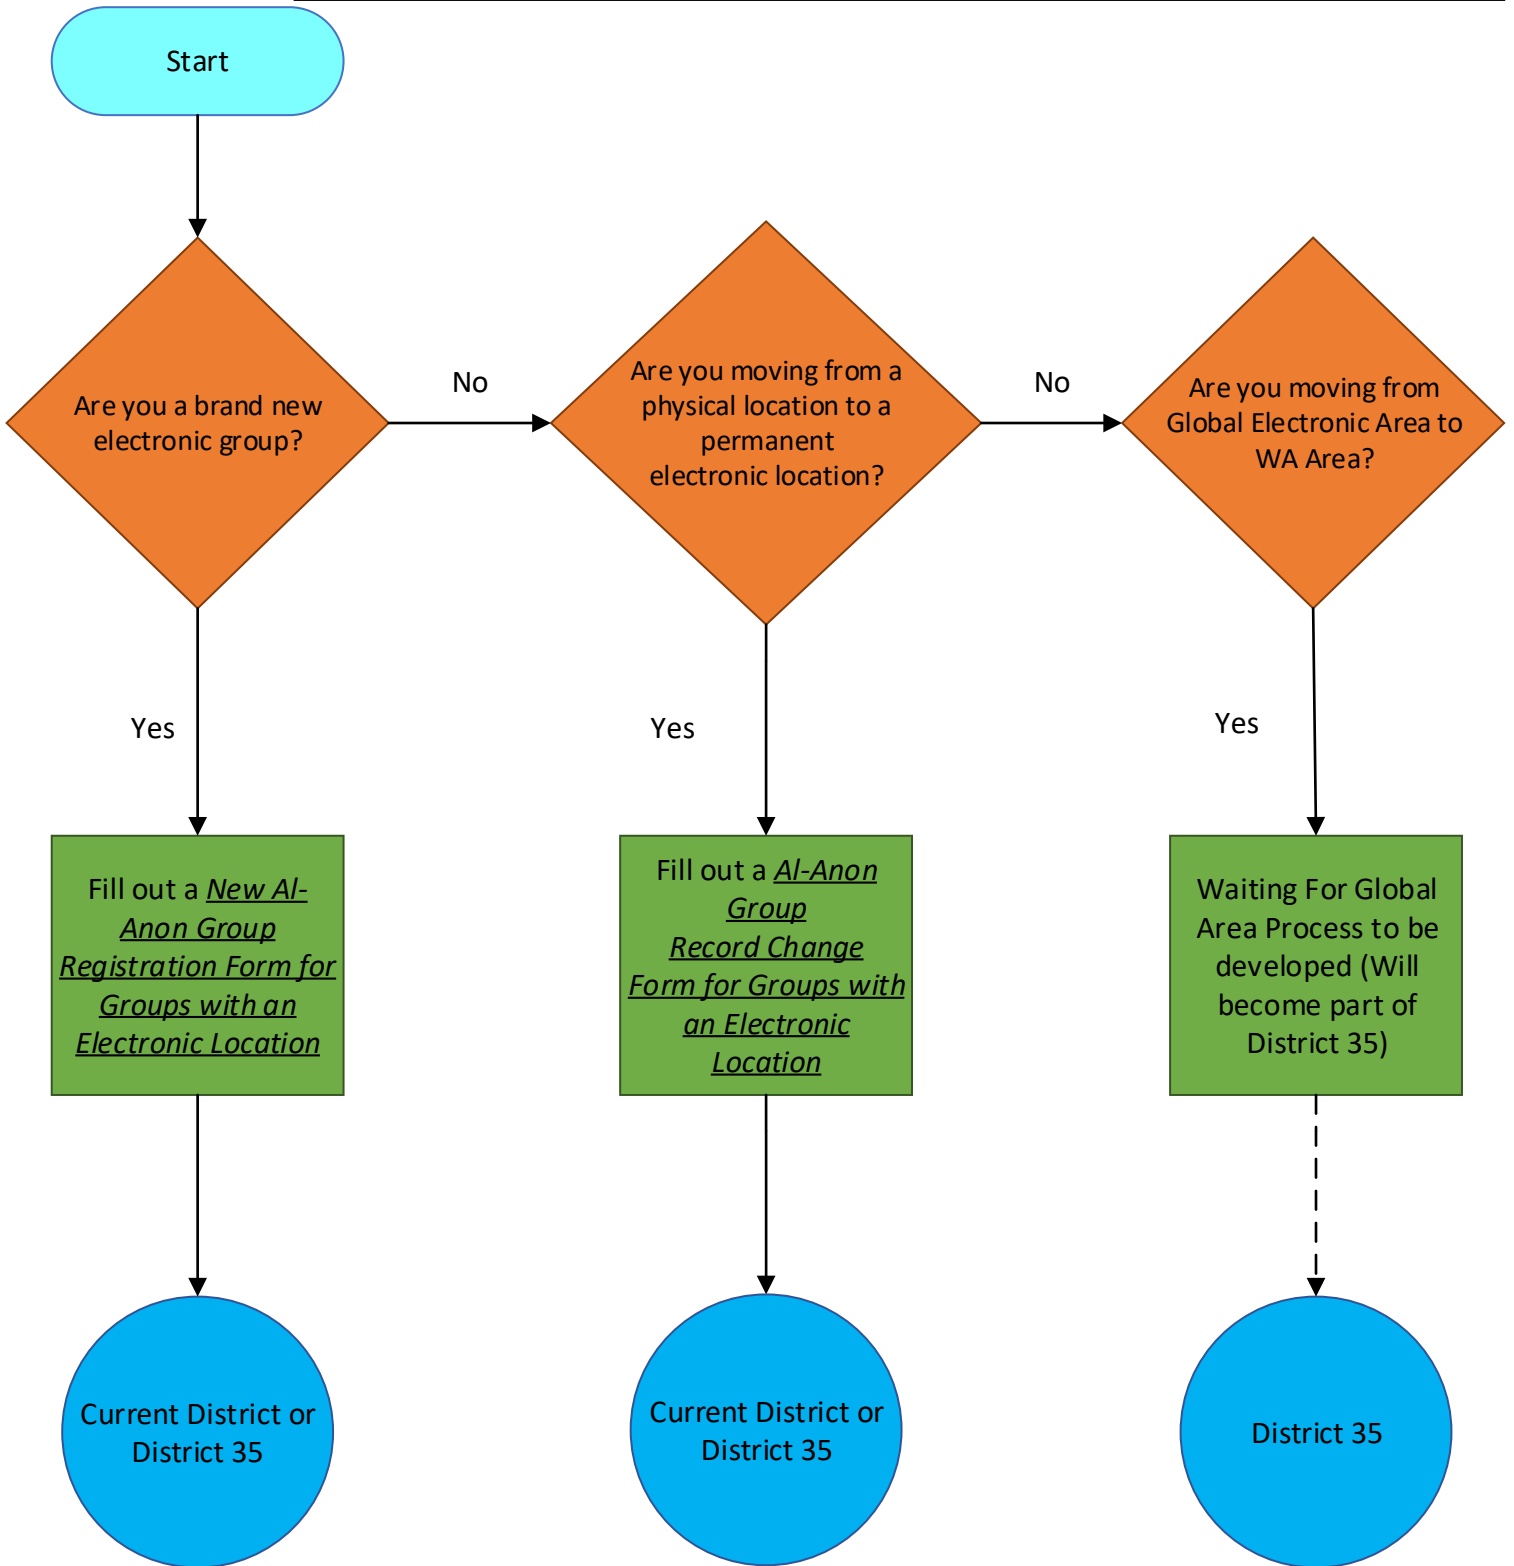 Start
Are you a brand new
electronic group?
No
Are you moving from a
physical location to a
permanent
electronic location?
No
Are you moving from
Global Electronic Area to
WA Area?
Yes
Yes
Yes
Fill out a New Al-
Anon Group
Registration Form for
Groups with an
Electronic Location
Fill out a Al-Anon
Group
Record Change
Form for Groups with
an Electronic
Location
Waiting For Global
Area Process to be
developed (Will
become part of
District 35)
Current District or
District 35
Current District or
District 35
District 35